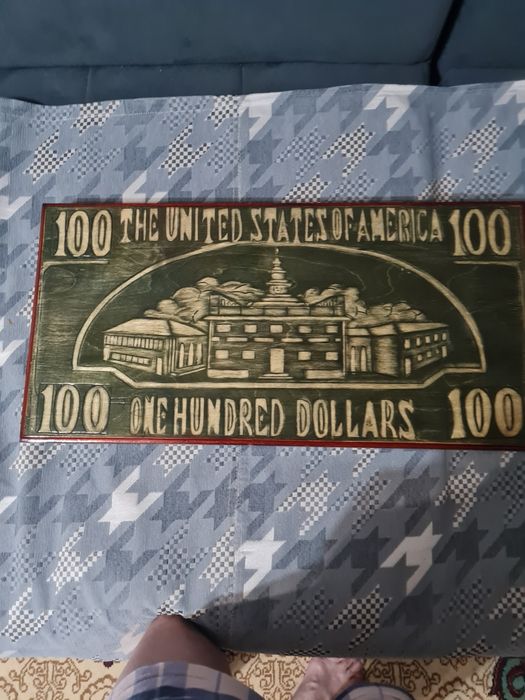 100 THE UNITED STATES OF AMERICA 100
100 ONE HUNDRED DOLLARS 100